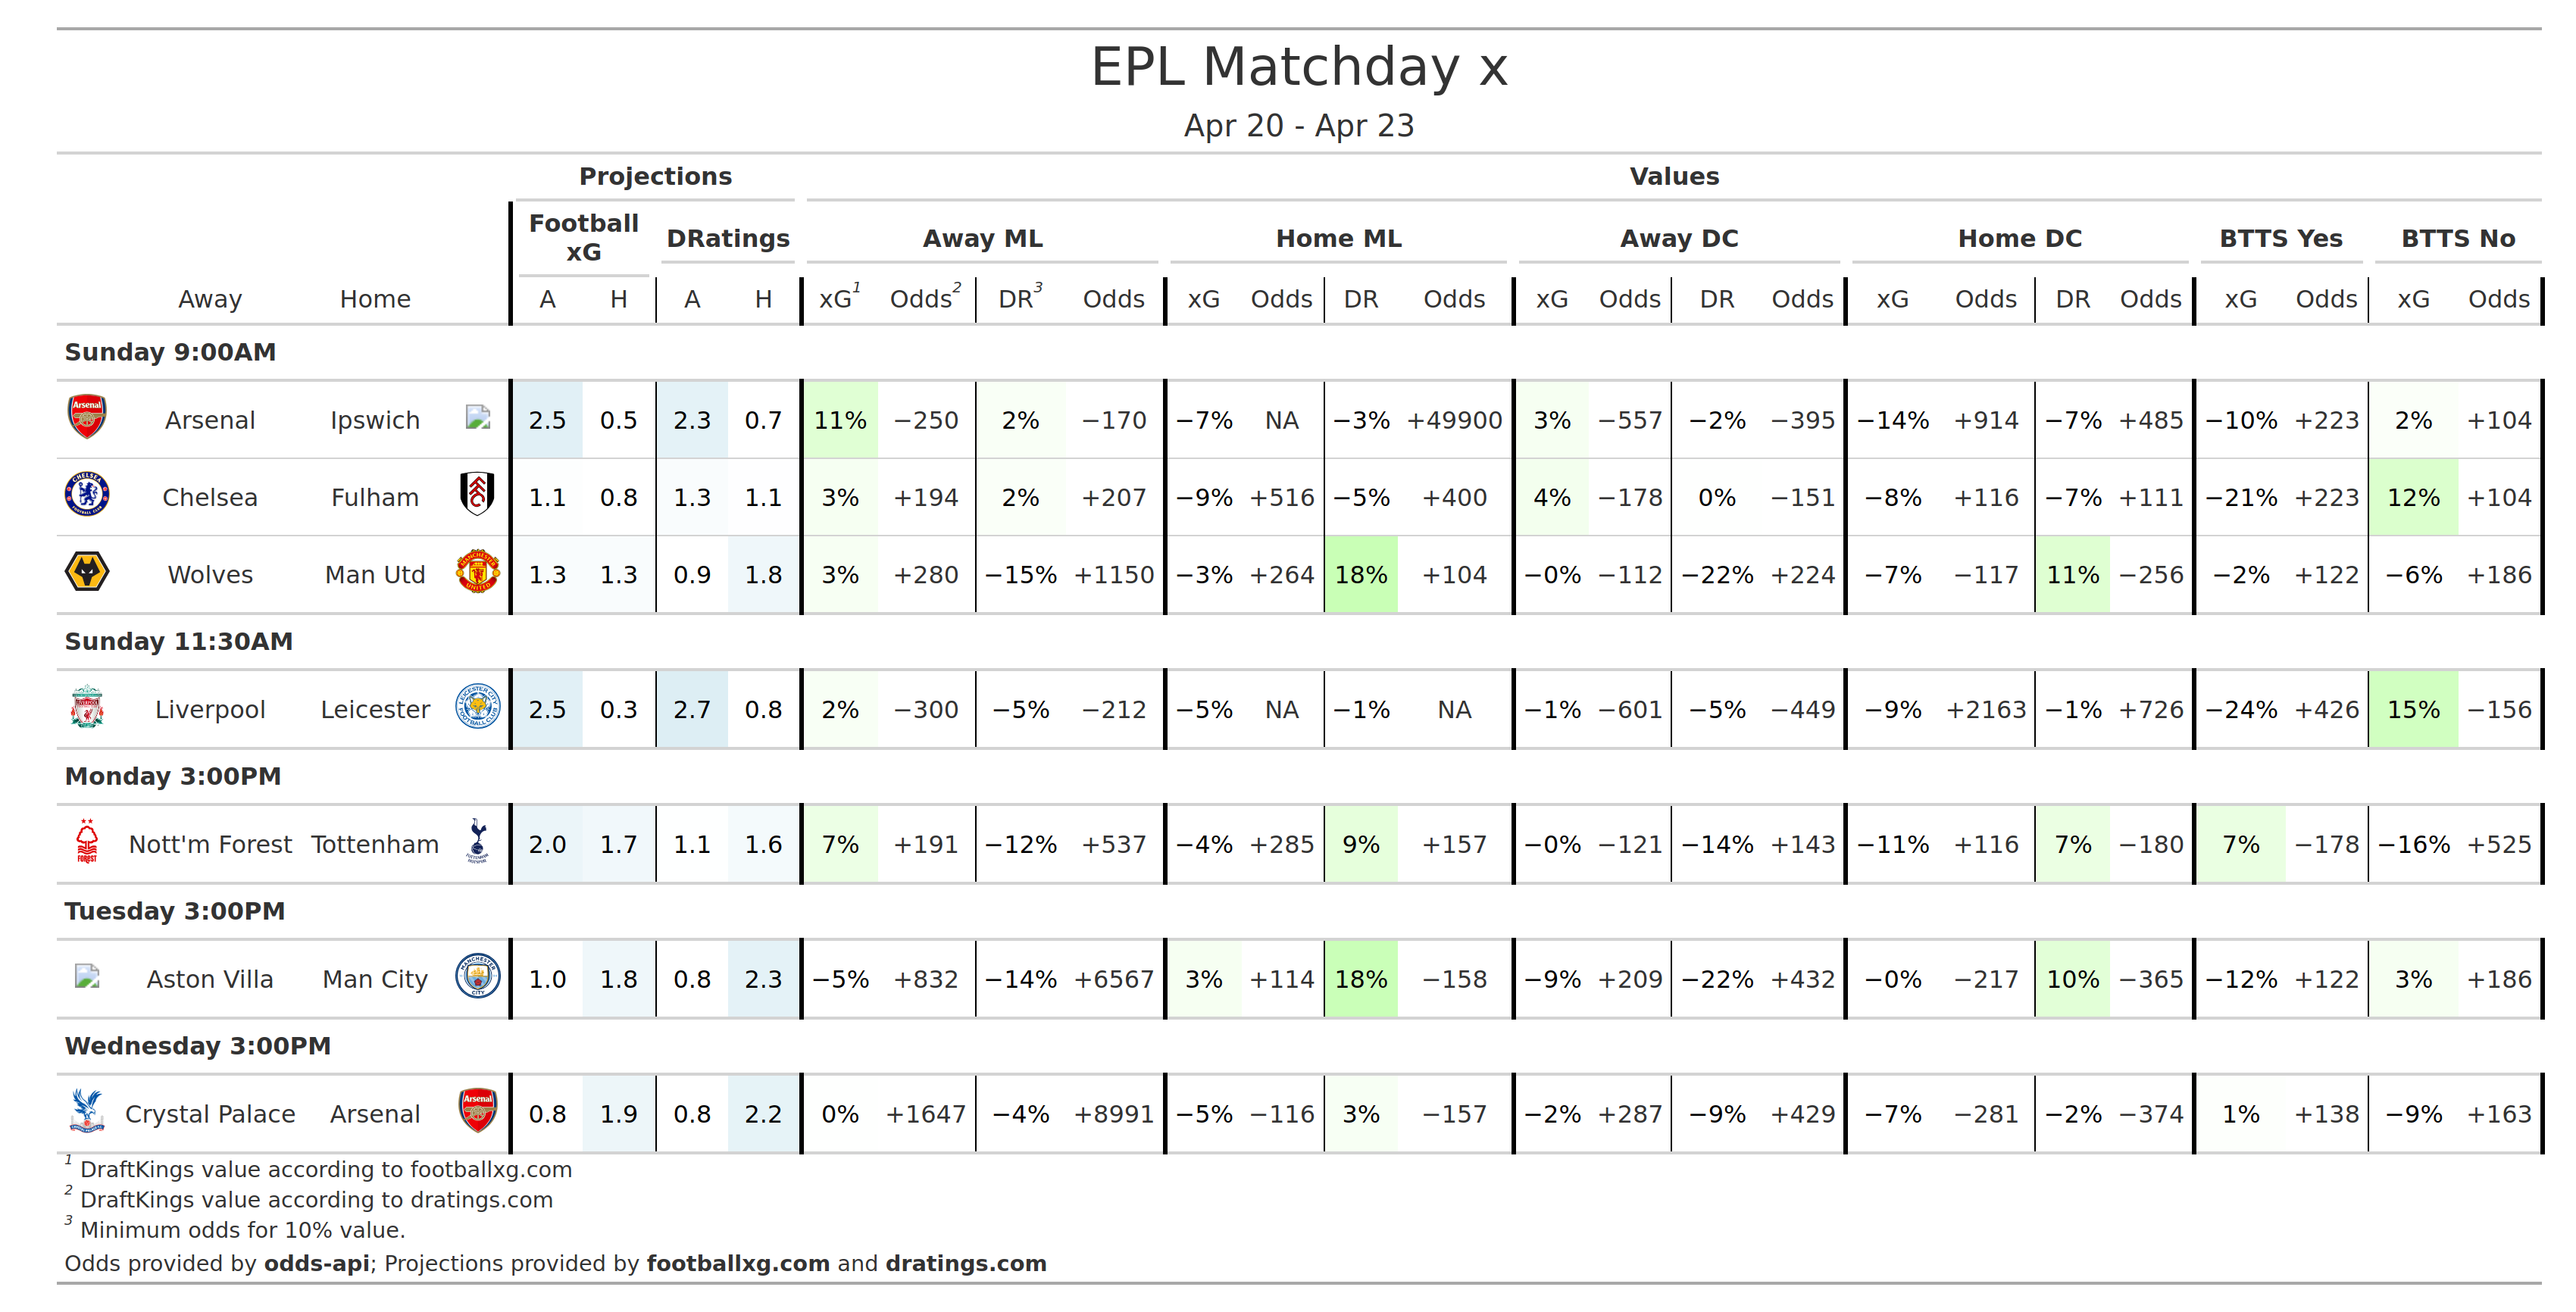 EPL Matchday x
Apr 20 - Apr 23
Projections Values
Football xG DRatings Away ML Home ML Away DC Home DC BTTS Yes BTTS No
Away Home A H A H xG1 Odds2 DR3 Odds xG Odds DR Odds xG Odds DR Odds xG Odds DR Odds xG Odds xG Odds
Sunday 9:00AM
Arsenal Ipswich 2.5 0.5 2.3 0.7 11% −250 2% −170 −7% NA −3% +49900 3% −557 −2% −395 −14% +914 −7% +485 −10% +223 2% +104
Chelsea Fulham 1.1 0.8 1.3 1.1 3% +194 2% +207 −9% +516 −5% +400 4% −178 0% −151 −8% +116 −7% +111 −21% +223 12% +104
Wolves Man Utd 1.3 1.3 0.9 1.8 3% +280 −15% +1150 −3% +264 18% +104 −0% −112 −22% +224 −7% −117 11% −256 −2% +122 −6% +186
Sunday 11:30AM
Liverpool Leicester 2.5 0.3 2.7 0.8 2% −300 −5% −212 −5% NA −1% NA −1% −601 −5% −449 −9% +2163 −1% +726 −24% +426 15% −156
Monday 3:00PM
Nott'm Forest Tottenham 2.0 1.7 1.1 1.6 7% +191 −12% +537 −4% +285 9% +157 −0% −121 −14% +143 −11% +116 7% −180 7% −178 −16% +525
Tuesday 3:00PM
Aston Villa Man City 1.0 1.8 0.8 2.3 −5% +832 −14% +6567 3% +114 18% −158 −9% +209 −22% +432 −0% −217 10% −365 −12% +122 3% +186
Wednesday 3:00PM
Crystal Palace Arsenal 0.8 1.9 0.8 2.2 0% +1647 −4% +8991 −5% −116 3% −157 −2% +287 −9% +429 −7% −281 −2% −374 1% +138 −9% +163
1 DraftKings value according to footballxg.com
2 DraftKings value according to dratings.com
3 Minimum odds for 10% value.
Odds provided by odds-api; Projections provided by footballxg.com and dratings.com